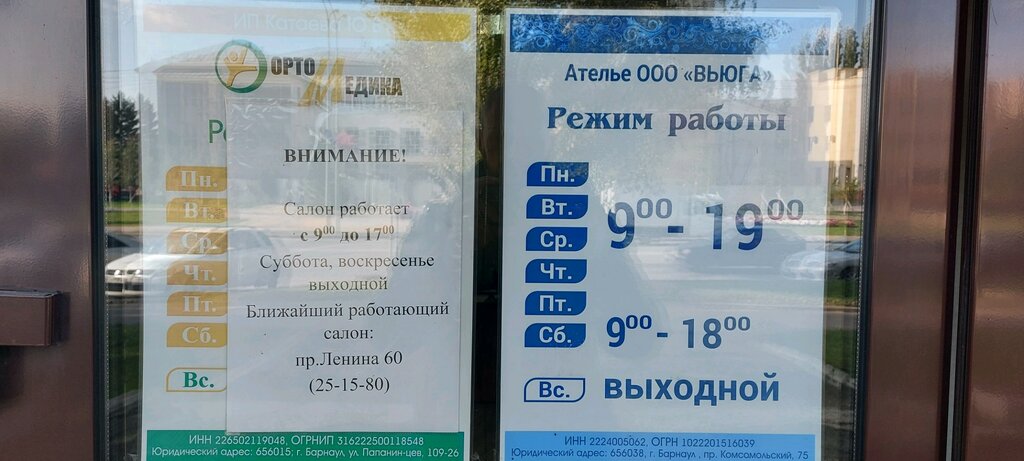 ИП Катаева Ю
ОРТО МЕДИКА
ВНИМАНИЕ!
Салон работает
с 9⁰⁰ до 17⁰⁰
Суббота, воскресенье
выходной
Ближайший работающий
салон:
пр.Ленина 60
(25-15-80)
Пн.
Вт.
Ср.
Чт.
Пт.
Сб.
Вс.
ИНН 226502119048, ОГРНИП 316222500118548
Юридический адрес: 656015; г. Барнаул, ул. Папанин-цев, 109-26
Ателье ООО «ВЬЮГА»
Режим работы
Пн.
Вт.
Ср.
Чт.
Пт.
9⁰⁰ - 19⁰⁰
Сб.
9⁰⁰ - 18⁰⁰
Вс. ВЫХОДНОЙ
ИНН 2224005062, ОГРН 1022201516039
Юридический адрес: 656038, г. Барнаул , пр. Комсомольский, 75